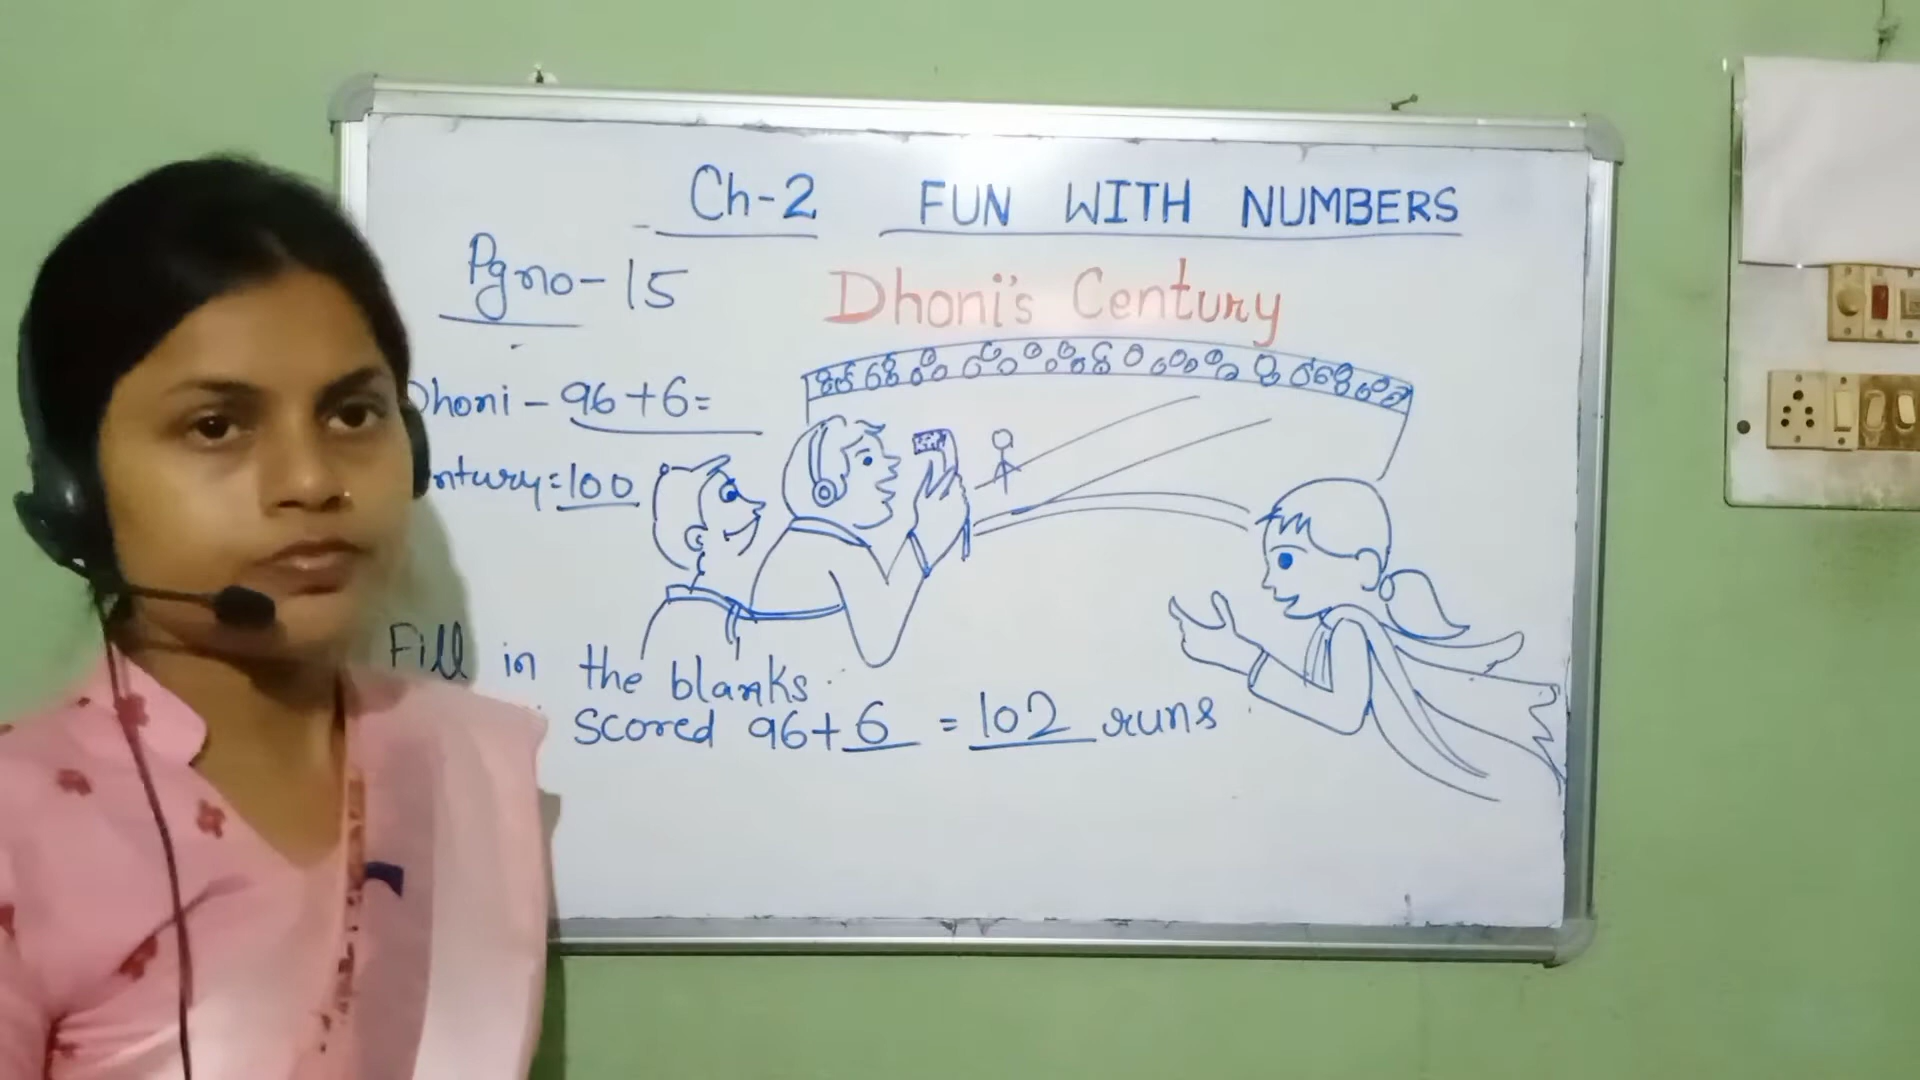 Ch-2 FUN WITH NUMBERS
Pg no-15 Dhoni's Century
Dhoni - 96+6=
ntury=100
Fill in the blanks.
scored 96+6 = 102 runs